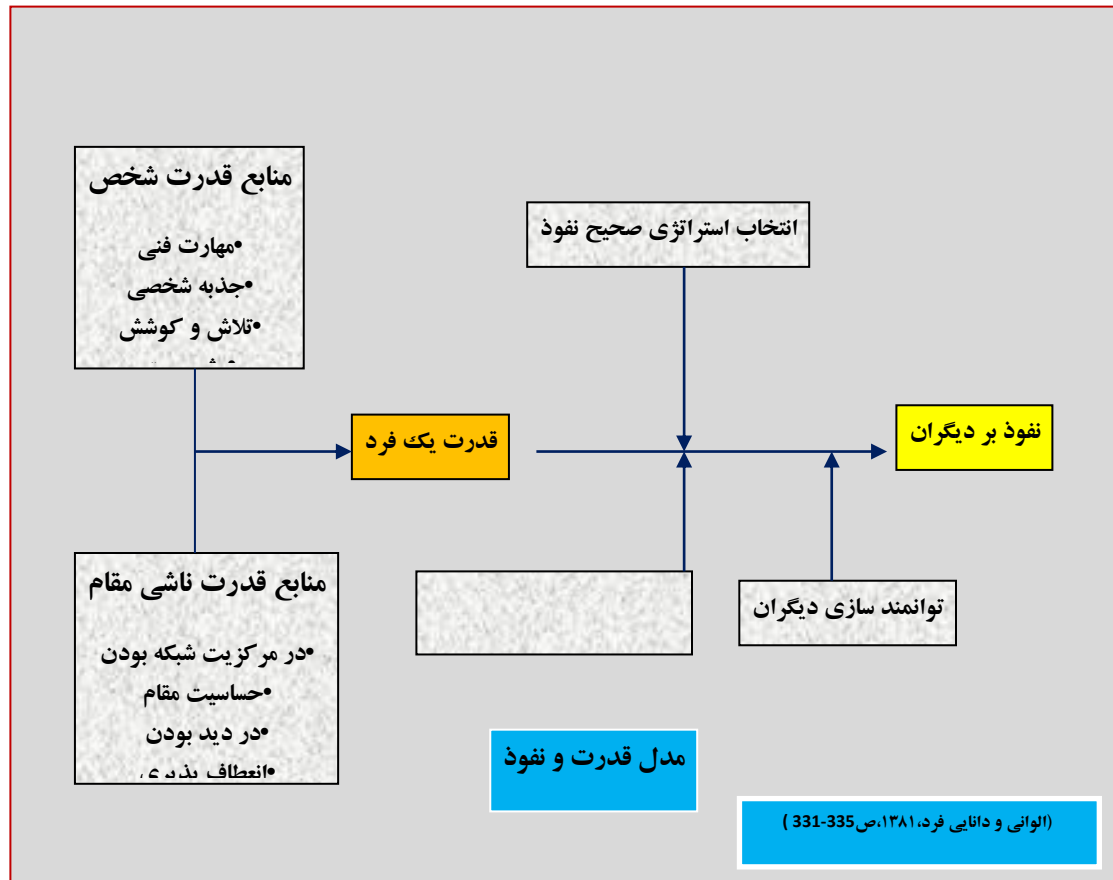 منابع قدرت شخص
•مهارت فنی
•جذبه شخصی
•تلاش و کوشش
انتخاب استراتژی صحیح نفوذ
قدرت یک فرد
نفوذ بر دیگران
منابع قدرت ناشی مقام
•در مرکزیت شبکه بودن
•حساسیت مقام
•در دید بودن
•انعطاف پذیری
توانمند سازی دیگران
مدل قدرت و نفوذ
(الوانی و دانایی فرد،۱۳۸۱،ص335-331 )